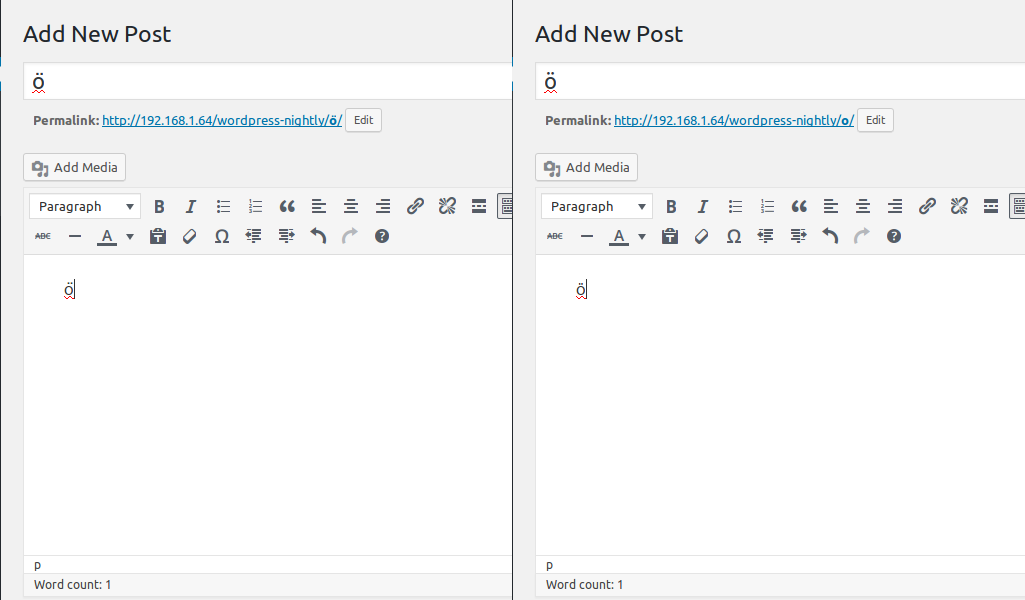 Add New Post
Ö
Permalink: http://192.168.1.64/wordpress-nightly/ö/ Edit
Add Media
Paragraph B I
ABC A Ω ?
Ö
p
Word count: 1
Add New Post
Ö
Permalink: http://192.168.1.64/wordpress-nightly/o/ Edit
Add Media
Paragraph B I
ABC A Ω ?
Ö
p
Word count: 1